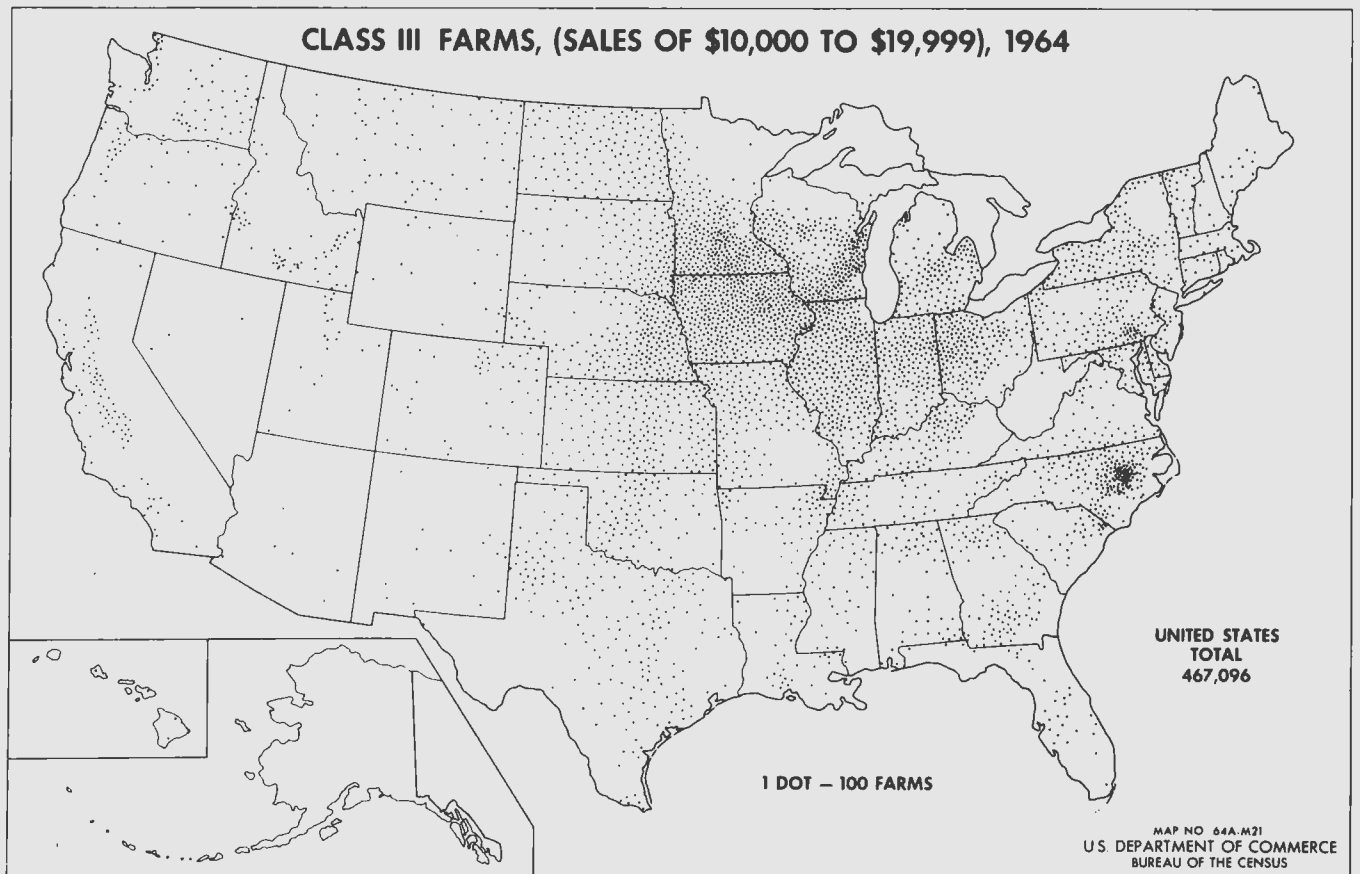 CLASS III FARMS, (SALES OF $10,000 TO $19,999), 1964
UNITED STATES
TOTAL
467,096
1 DOT – 100 FARMS
MAP NO 64A-M21
U.S. DEPARTMENT OF COMMERCE
BUREAU OF THE CENSUS